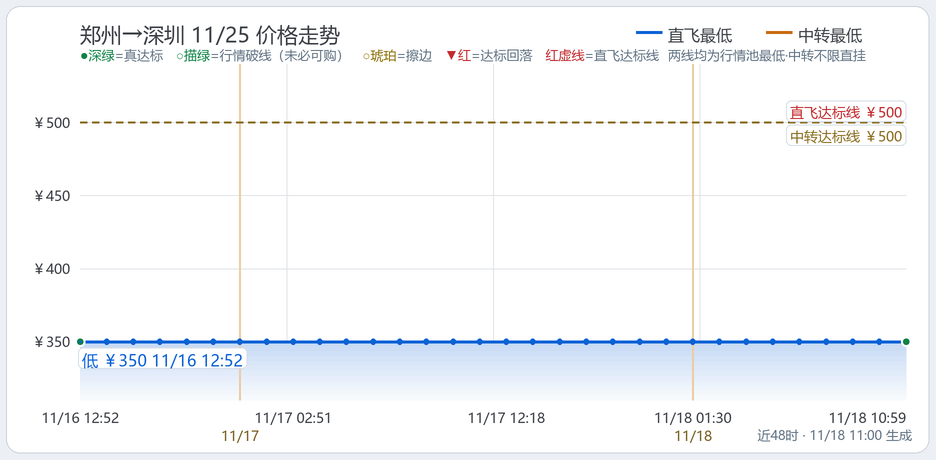 郑州→深圳 11/25 价格走势
直飞最低 中转最低
●深绿=真达标 ○描绿=行情破线（未必可购） ○琥珀=擦边 ▼红=达标回落 红虚线=直飞达标线 两线均为行情池最低·中转不限直挂
¥500
直飞达标线 ¥500
中转达标线 ¥500
¥450
¥400
¥350
低 ¥350 11/16 12:52
11/16 12:52 11/17 02:51 11/17 12:18 11/18 01:30 11/18 10:59
11/17 11/18 近48时 · 11/18 11:00 生成